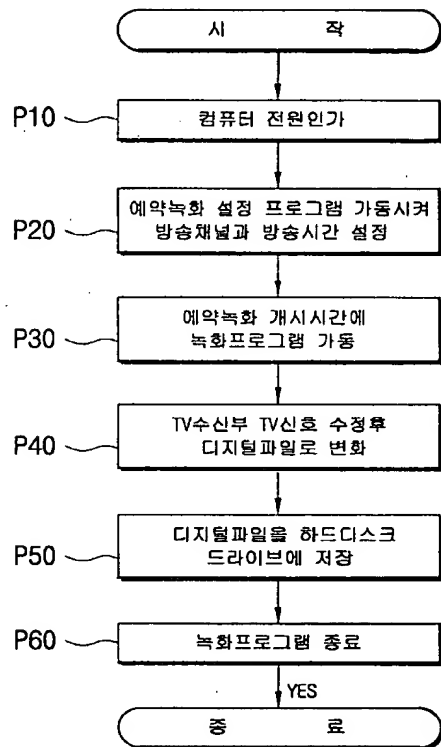 시 작
P10
컴퓨터 전원인가
P20
예약녹화 설정 프로그램 가동시켜
방송채널과 방송시간 설정
P30
예약녹화 개시시간에
녹화프로그램 가동
P40
TV수산부 TV신호 수정후
디지털파일로 변화
P50
디지털파일을 하드디스크
드라이브에 저장
P60
녹화프로그램 종료
YES
종 료